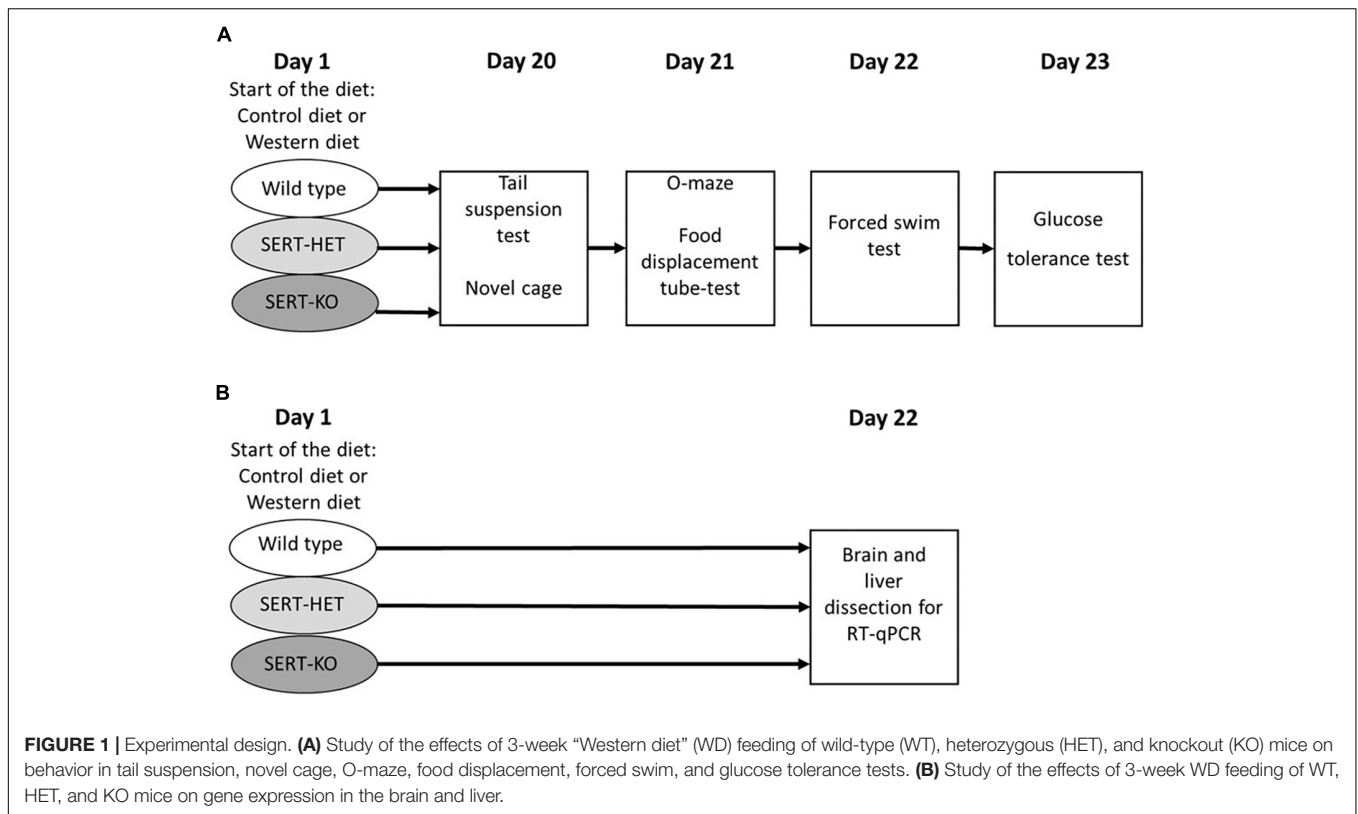 A
Day 1
Day 20
Day 21
Day 22
Day 23
Start of the diet:
Control diet or
Western diet
Wild type
SERT-HET
SERT-KO
Tail
suspension
test
Novel cage
O-maze
Food
displacement
tube-test
Forced swim
test
Glucose
tolerance test
B
Day 1
Day 22
Start of the diet:
Control diet or
Western diet
Wild type
SERT-HET
SERT-KO
Brain and
liver
dissection for
RT-qPCR
FIGURE 1 | Experimental design. (A) Study of the effects of 3-week “Western diet” (WD) feeding of wild-type (WT), heterozygous (HET), and knockout (KO) mice on
behavior in tail suspension, novel cage, O-maze, food displacement, forced swim, and glucose tolerance tests. (B) Study of the effects of 3-week WD feeding of WT,
HET, and KO mice on gene expression in the brain and liver.